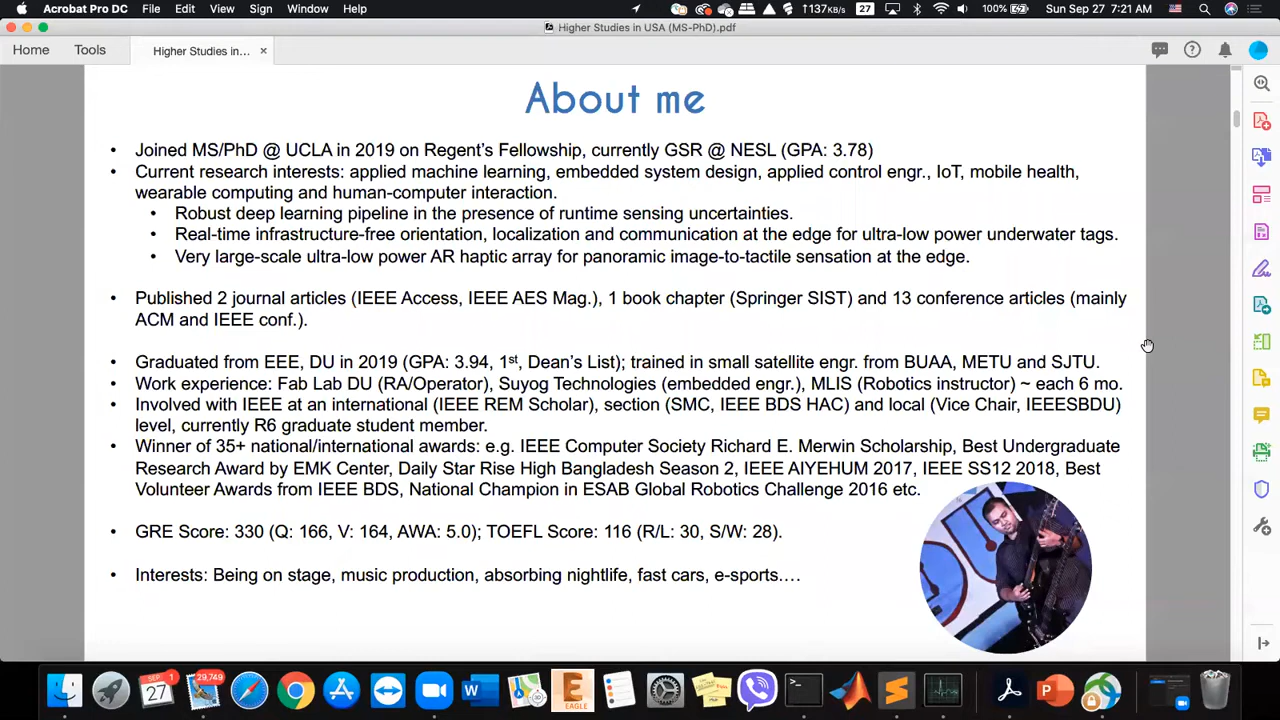 Acrobat Pro DC File Edit View Sign Window Help 1137KB/s 27 100% Sun Sep 27 7:21 AM
Higher Studies in USA (MS-PhD).pdf
Home Tools Higher Studies in... ×
About me
• Joined MS/PhD @ UCLA in 2019 on Regent's Fellowship, currently GSR @ NESL (GPA: 3.78)
• Current research interests: applied machine learning, embedded system design, applied control engr., IoT, mobile health,
wearable computing and human-computer interaction.
• Robust deep learning pipeline in the presence of runtime sensing uncertainties.
• Real-time infrastructure-free orientation, localization and communication at the edge for ultra-low power underwater tags.
• Very large-scale ultra-low power AR haptic array for panoramic image-to-tactile sensation at the edge.
• Published 2 journal articles (IEEE Access, IEEE AES Mag.), 1 book chapter (Springer SIST) and 13 conference articles (mainly
ACM and IEEE conf.).
• Graduated from EEE, DU in 2019 (GPA: 3.94, 1st, Dean's List); trained in small satellite engr. from BUAA, METU and SJTU.
• Work experience: Fab Lab DU (RA/Operator), Suyog Technologies (embedded engr.), MLIS (Robotics instructor) ~ each 6 mo.
• Involved with IEEE at an international (IEEE REM Scholar), section (SMC, IEEE BDS HAC) and local (Vice Chair, IEEESBDU)
level, currently R6 graduate student member.
• Winner of 35+ national/international awards: e.g. IEEE Computer Society Richard E. Merwin Scholarship, Best Undergraduate
Research Award by EMK Center, Daily Star Rise High Bangladesh Season 2, IEEE AIYEHUM 2017, IEEE SS12 2018, Best
Volunteer Awards from IEEE BDS, National Champion in ESAB Global Robotics Challenge 2016 etc.
• GRE Score: 330 (Q: 166, V: 164, AWA: 5.0); TOEFL Score: 116 (R/L: 30, S/W: 28).
• Interests: Being on stage, music production, absorbing nightlife, fast cars, e-sports....
SEP 27 1 29,749 EAGLE